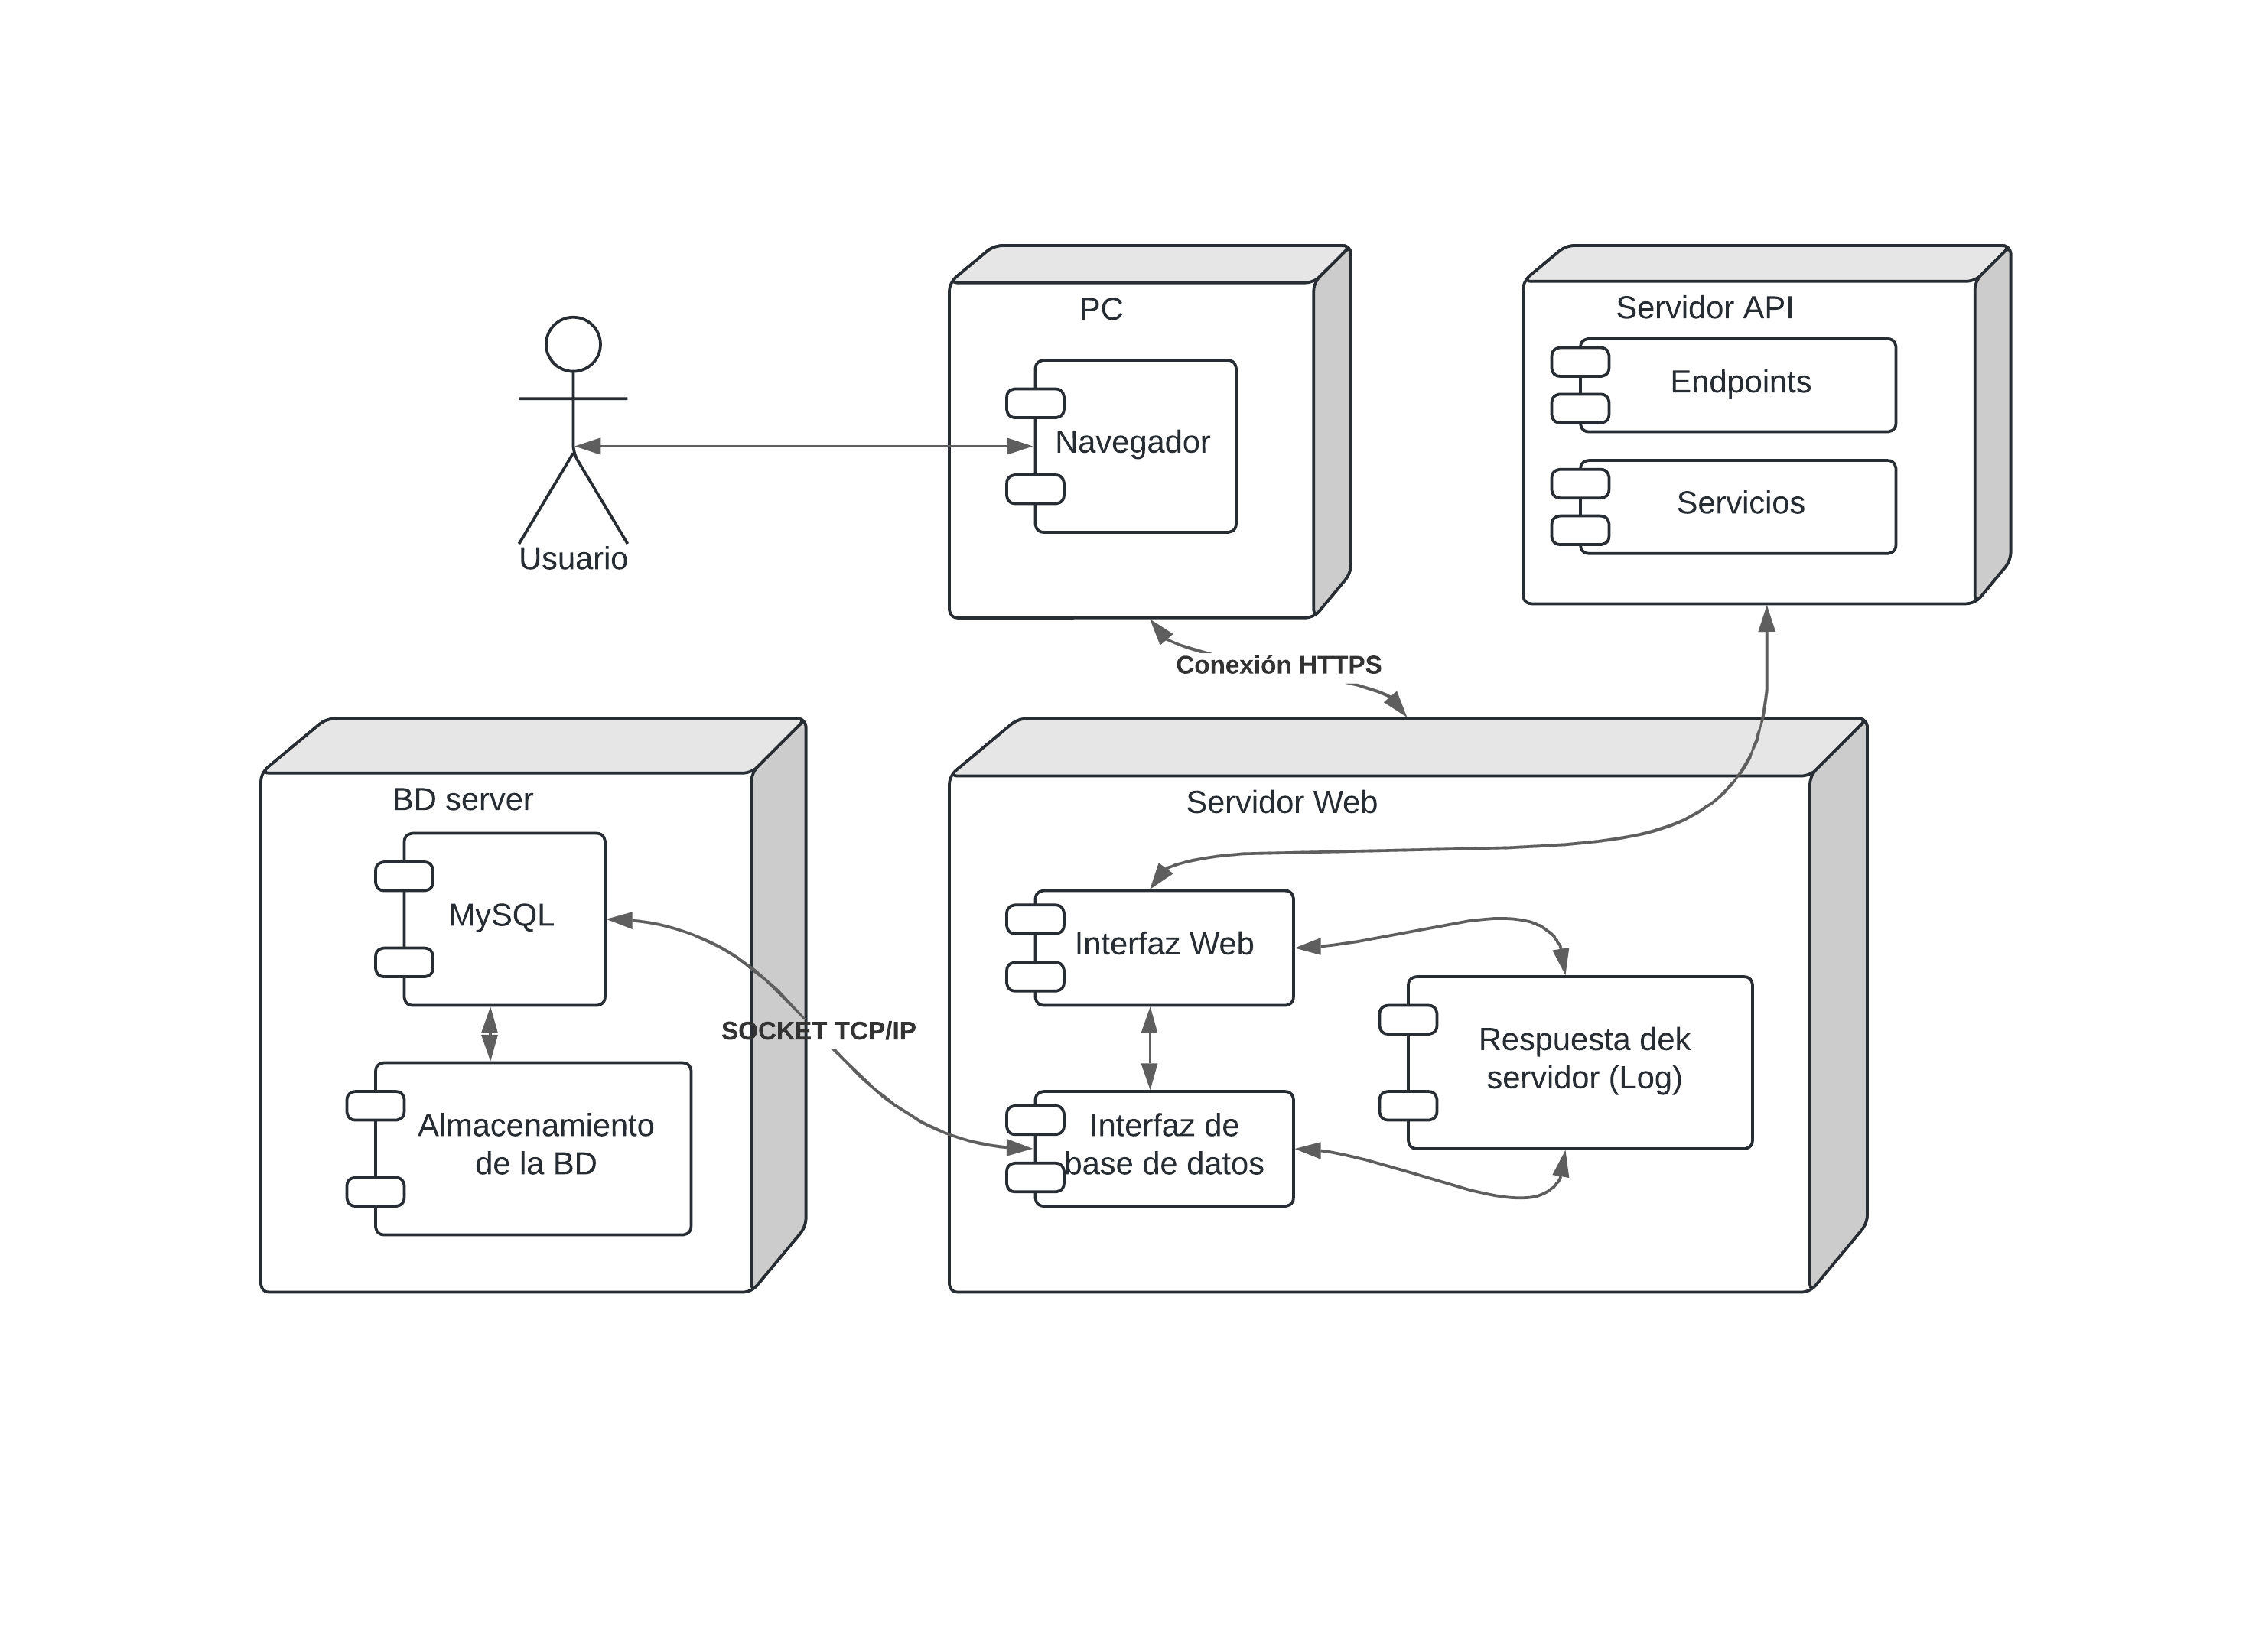 PC
Servidor API
Endpoints
Navegador
Servicios
Usuario
Conexión HTTPS
BD server
Servidor Web
MySQL
Interfaz Web
SOCKET TCP/IP
Respuesta dek
servidor (Log)
Almacenamiento
de la BD
Interfaz de
base de datos